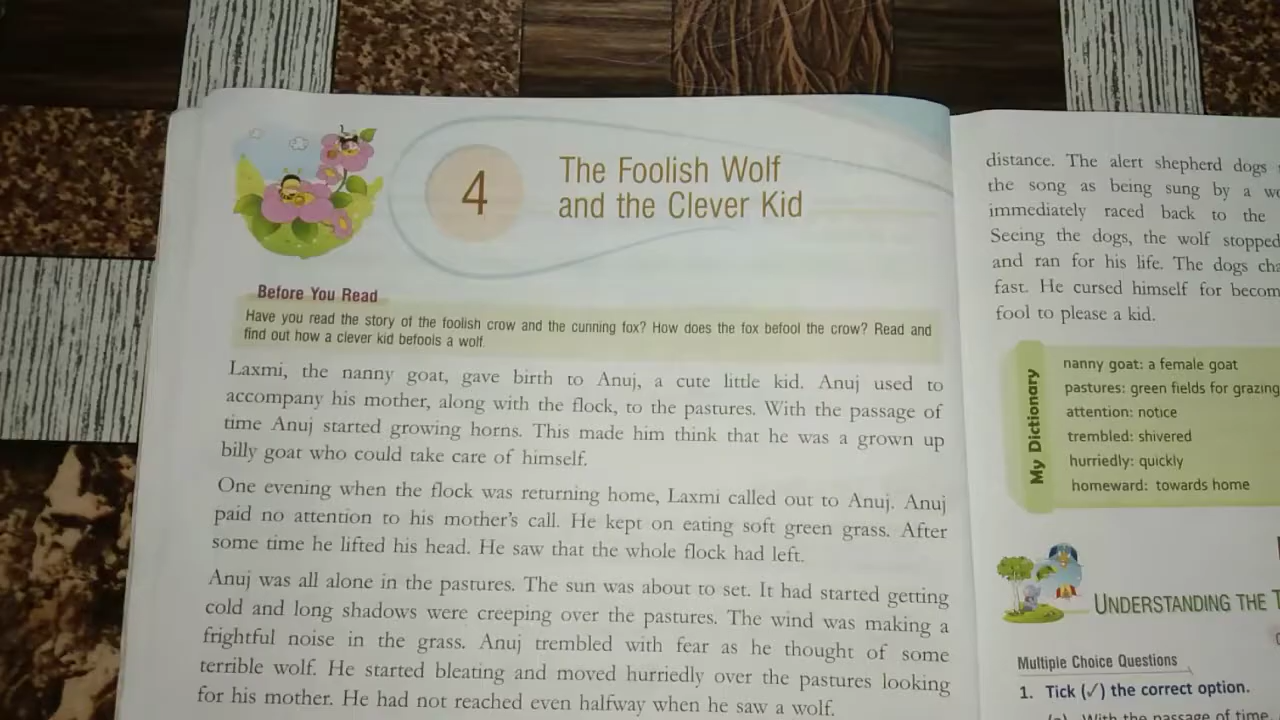 4
The Foolish Wolf
and the Clever Kid
Before You Read
Have you read the story of the foolish crow and the cunning fox? How does the fox befool the crow? Read and
find out how a clever kid befools a wolf.
Laxmi, the nanny goat, gave birth to Anuj, a cute little kid. Anuj used to
accompany his mother, along with the flock, to the pastures. With the passage of
time Anuj started growing horns. This made him think that he was a grown up
billy goat who could take care of himself.
One evening when the flock was returning home, Laxmi called out to Anuj. Anuj
paid no attention to his mother's call. He kept on eating soft green grass. After
some time he lifted his head. He saw that the whole flock had left.
Anuj was all alone in the pastures. The sun was about to set. It had started getting
cold and long shadows were creeping over the pastures. The wind was making a
frightful noise in the grass. Anuj trembled with fear as he thought of some
terrible wolf. He started bleating and moved hurriedly over the pastures looking
for his mother. He had not reached even halfway when he saw a wolf.
distance. The alert shepherd dogs
the song as being sung by a
immediately raced back to the
Seeing the dogs, the wolf stopped
and ran for his life. The dogs
fast. He cursed himself for
fool to please a kid.
My Dictionary
nanny goat: a female goat
pastures: green fields for grazing
attention: notice
trembled: shivered
hurriedly: quickly
homeward: towards home
UNDERSTANDING THE
Multiple Choice Questions
1. Tick (✓) the correct option.
(a) With the passage of time